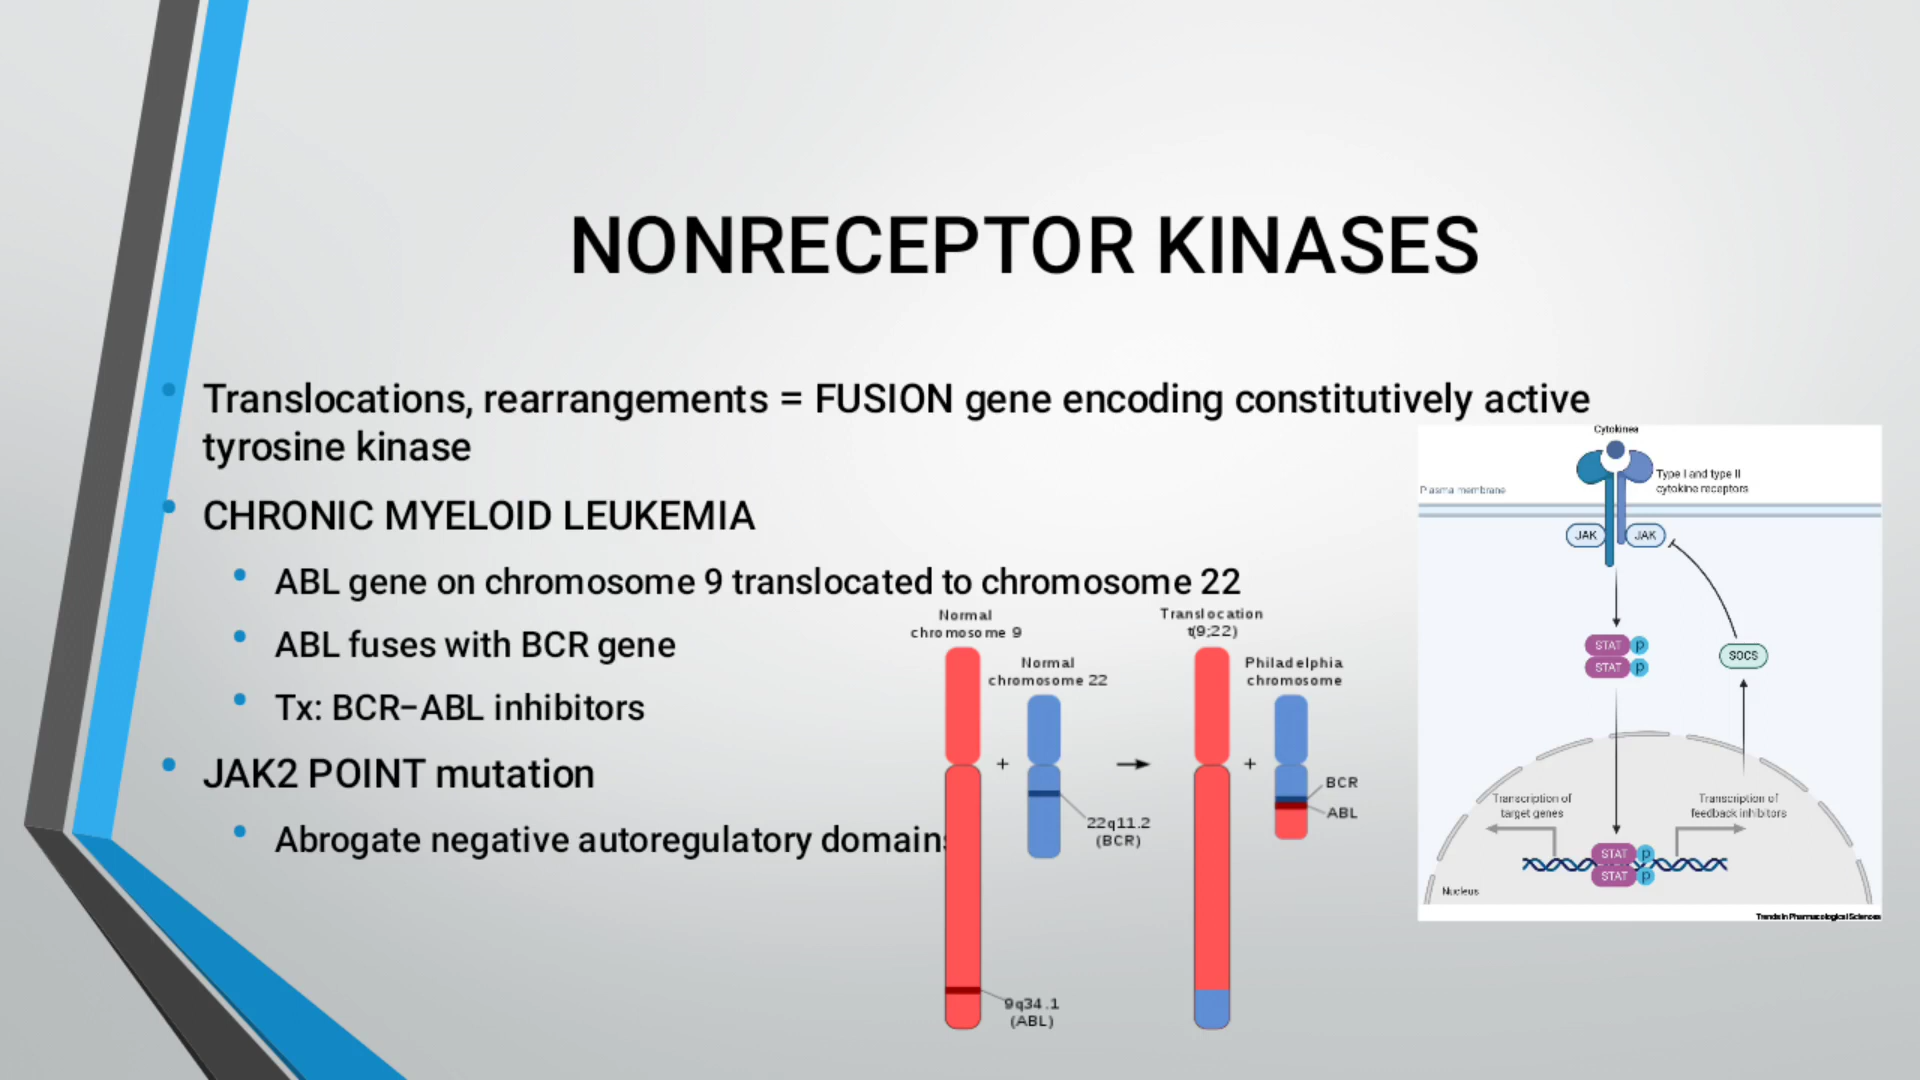 NONRECEPTOR KINASES
Translocations, rearrangements = FUSION gene encoding constitutively active
tyrosine kinase
CHRONIC MYELOID LEUKEMIA
ABL gene on chromosome 9 translocated to chromosome 22
ABL fuses with BCR gene
Tx: BCR-ABL inhibitors
JAK2 POINT mutation
Abrogate negative autoregulatory domains
Normal
chromosome 9
Normal
chromosome 22
Translocation
t(9;22)
Philadelphia
chromosome
+
+
BCR
ABL
22q11.2
(BCR)
9q34.1
(ABL)
Cytokines
Type I and type II
cytokine receptors
Plasma membrane
JAK
JAK
STAT P
STAT P
SOCS
Transcription of
target genes
Transcription of
feedback inhibitors
STAT P
STAT P
Nucleus
Trends in Pharmacological Sciences